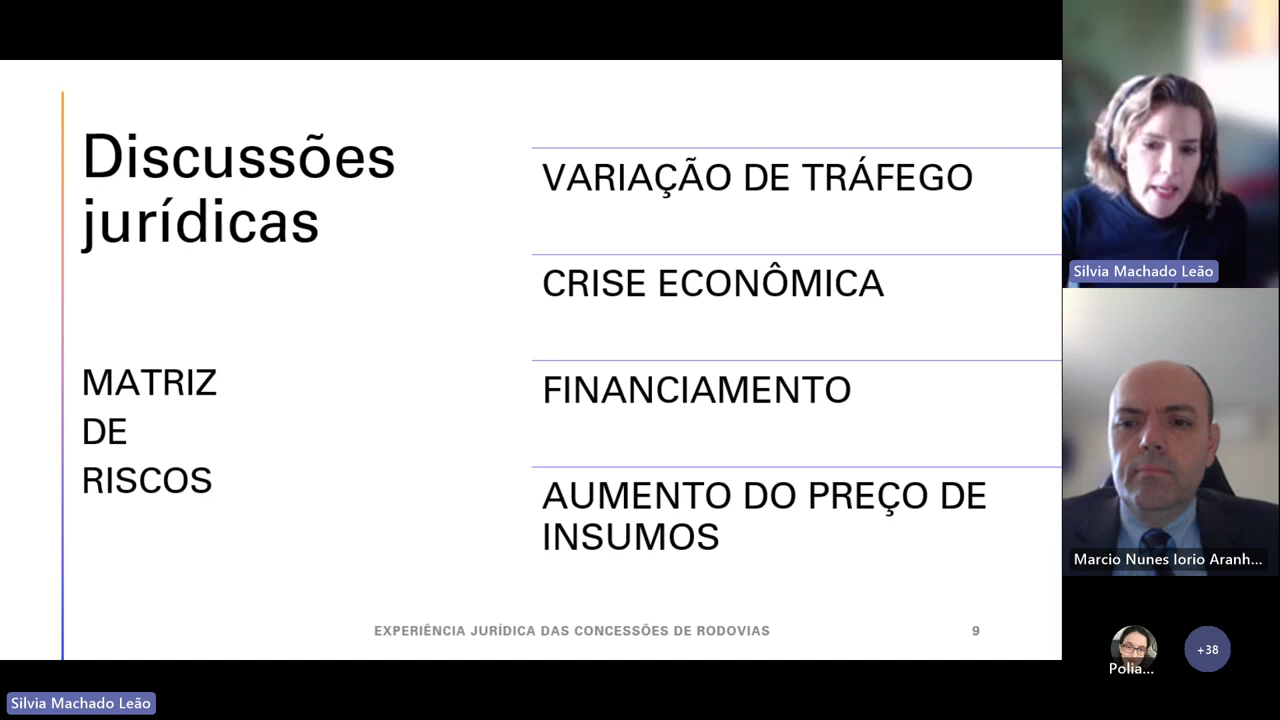 Discussões
jurídicas
MATRIZ
DE
RISCOS
VARIAÇÃO DE TRÁFEGO
CRISE ECONÔMICA
FINANCIAMENTO
AUMENTO DO PREÇO DE
INSUMOS
EXPERIÊNCIA JURÍDICA DAS CONCESSÕES DE RODOVIAS
9
Silvia Machado Leão
Marcio Nunes Iorio Aranh...
Polia...
+38
Silvia Machado Leão